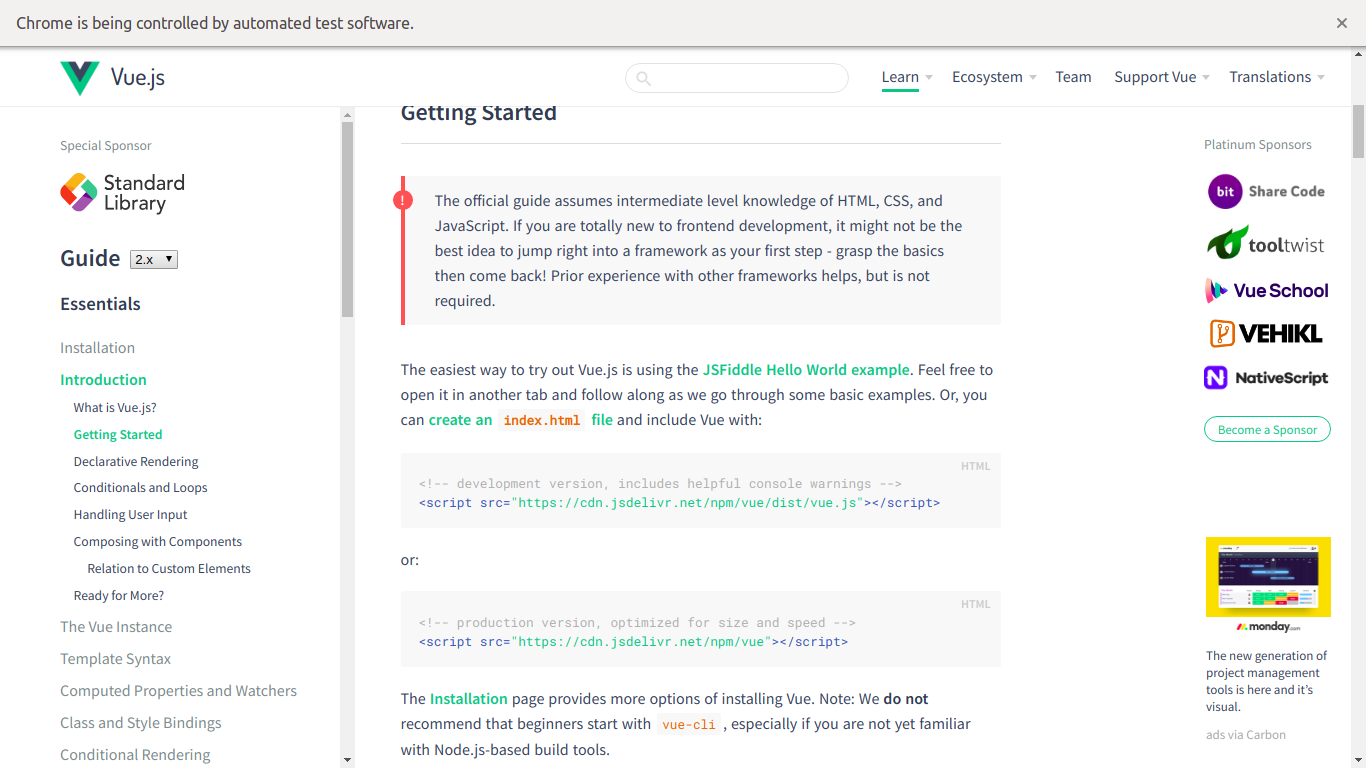 Chrome is being controlled by automated test software.
Vue.js
Learn
Ecosystem
Team
Support Vue
Translations
Special Sponsor
Standard
Library
Guide
2.x
Essentials
Installation
Introduction
What is Vue.js?
Getting Started
Declarative Rendering
Conditionals and Loops
Handling User Input
Composing with Components
Relation to Custom Elements
Ready for More?
The Vue Instance
Template Syntax
Computed Properties and Watchers
Class and Style Bindings
Conditional Rendering
Getting Started
!
The official guide assumes intermediate level knowledge of HTML, CSS, and
JavaScript. If you are totally new to frontend development, it might not be the
best idea to jump right into a framework as your first step - grasp the basics
then come back! Prior experience with other frameworks helps, but is not
required.
The easiest way to try out Vue.js is using the JSFiddle Hello World example. Feel free to
open it in another tab and follow along as we go through some basic examples. Or, you
can create an index.html file and include Vue with:
HTML
<!-- development version, includes helpful console warnings -->
<script src="https://cdn.jsdelivr.net/npm/vue/dist/vue.js"></script>
or:
HTML
<!-- production version, optimized for size and speed -->
<script src="https://cdn.jsdelivr.net/npm/vue"></script>
The Installation page provides more options of installing Vue. Note: We do not
recommend that beginners start with vue-cli , especially if you are not yet familiar
with Node.js-based build tools.
Platinum Sponsors
bit Share Code
tooltwist
Vue School
VEHIKL
NativeScript
Become a Sponsor
monday.com
The new generation of
project management
tools is here and it's
visual.
ads via Carbon